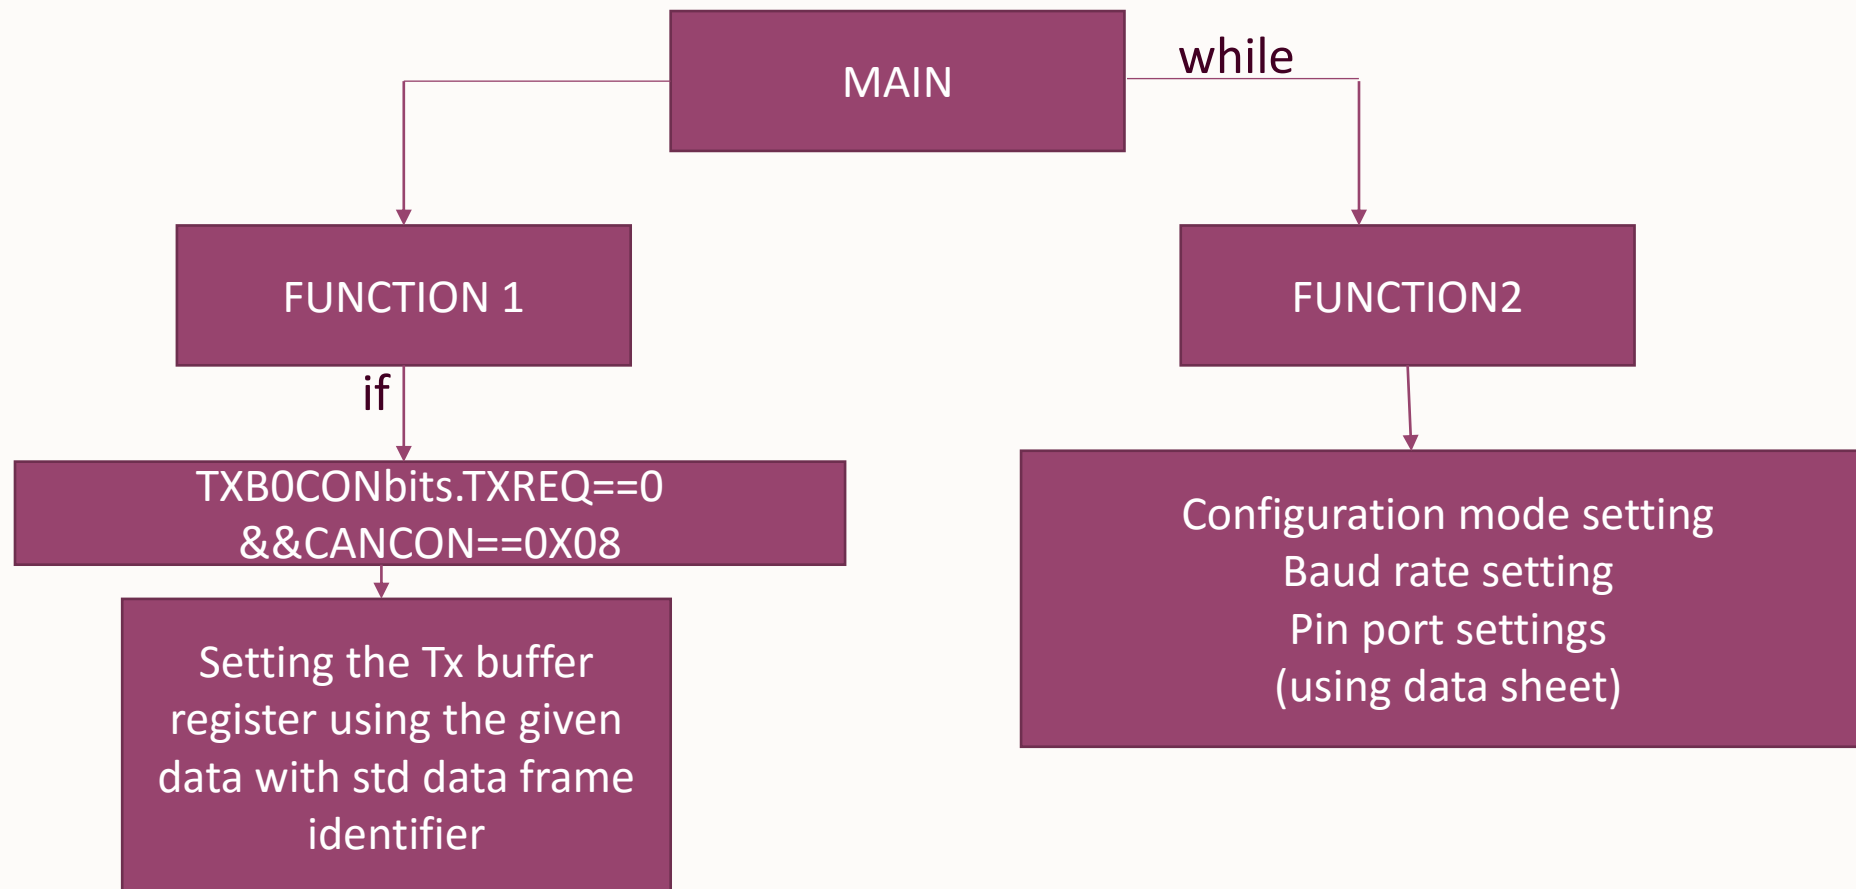 MAIN
while
FUNCTION 1
FUNCTION2
if
TXB0CONbits.TXREQ==0
&&CANCON==0X08
Configuration mode setting
Baud rate setting
Pin port settings
(using data sheet)
Setting the Tx buffer
register using the given
data with std data frame
identifier